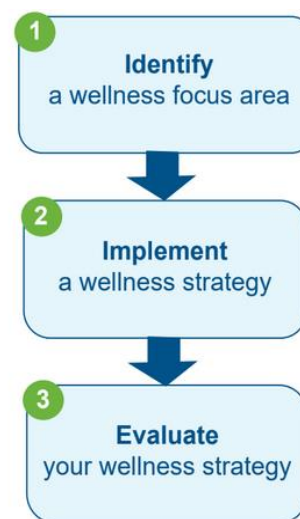 1
Identify
a wellness focus area
2
Implement
a wellness strategy
3
Evaluate
your wellness strategy